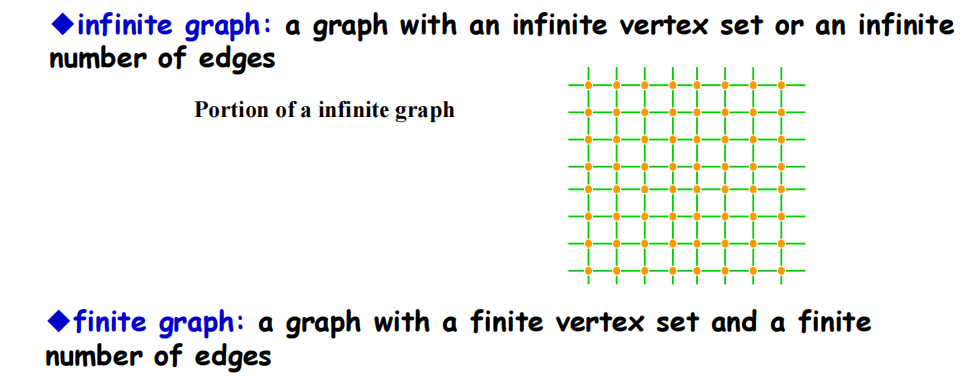 ◆infinite graph: a graph with an infinite vertex set or an infinite
number of edges
Portion of a infinite graph
◆finite graph: a graph with a finite vertex set and a finite
number of edges